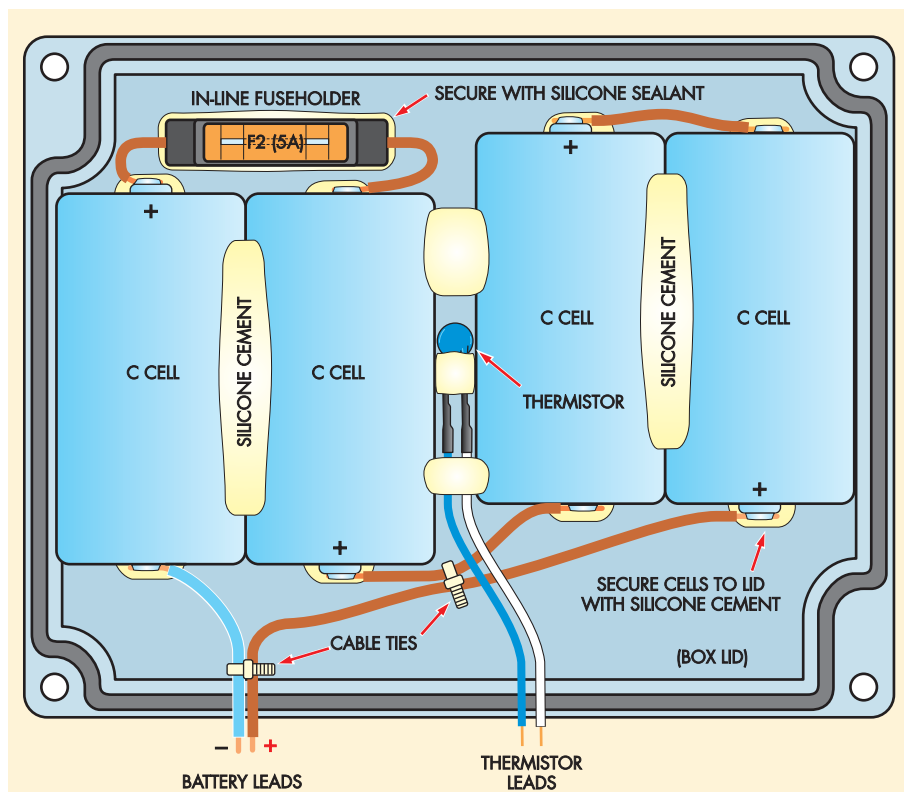 IN-LINE FUSEHOLDER
SECURE WITH SILICONE SEALANT
F2 (5A)
+
+
C CELL
SILICONE CEMENT
C CELL
C CELL
SILICONE CEMENT
C CELL
THERMISTOR
+
+
SECURE CELLS TO LID
WITH SILICONE CEMENT
CABLE TIES
(BOX LID)
– +
BATTERY LEADS
THERMISTOR
LEADS